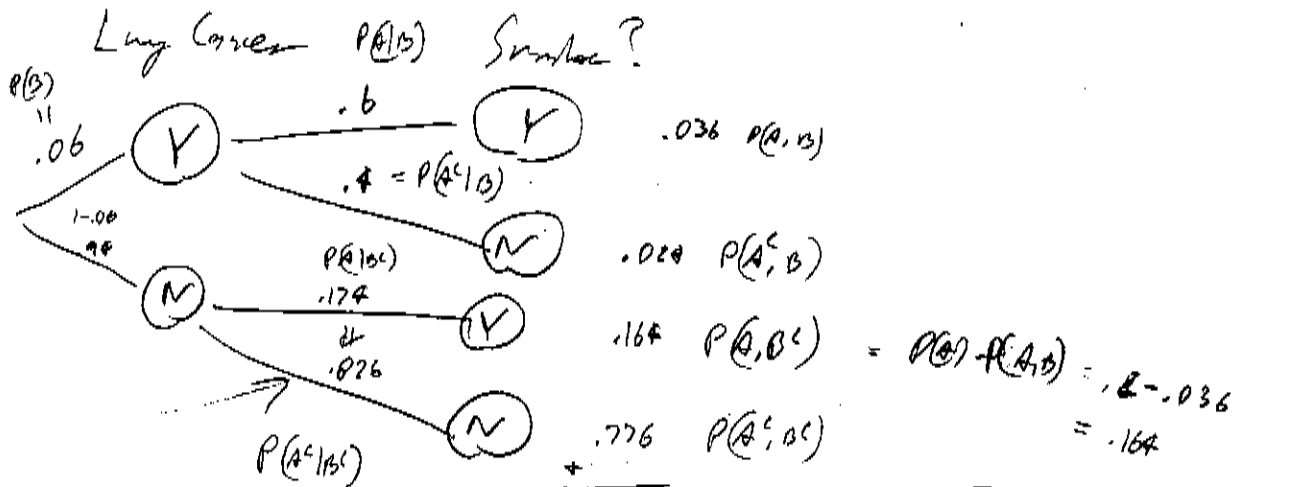 Lung Cancer P(A|B) Smoker?
P(B)
=
.06 Y .6 Y .036 P(A,B)
.4 = P(A^c|B)
1-.06
.94
N .024 P(A^c, B)
P(A|B^c)
N .174 Y .164 P(A,B^c) = P(A) - P(A,B) = .2 - .036
.826 = .164
N .776 P(A^c, B^c)
P(A^c|B^c) +